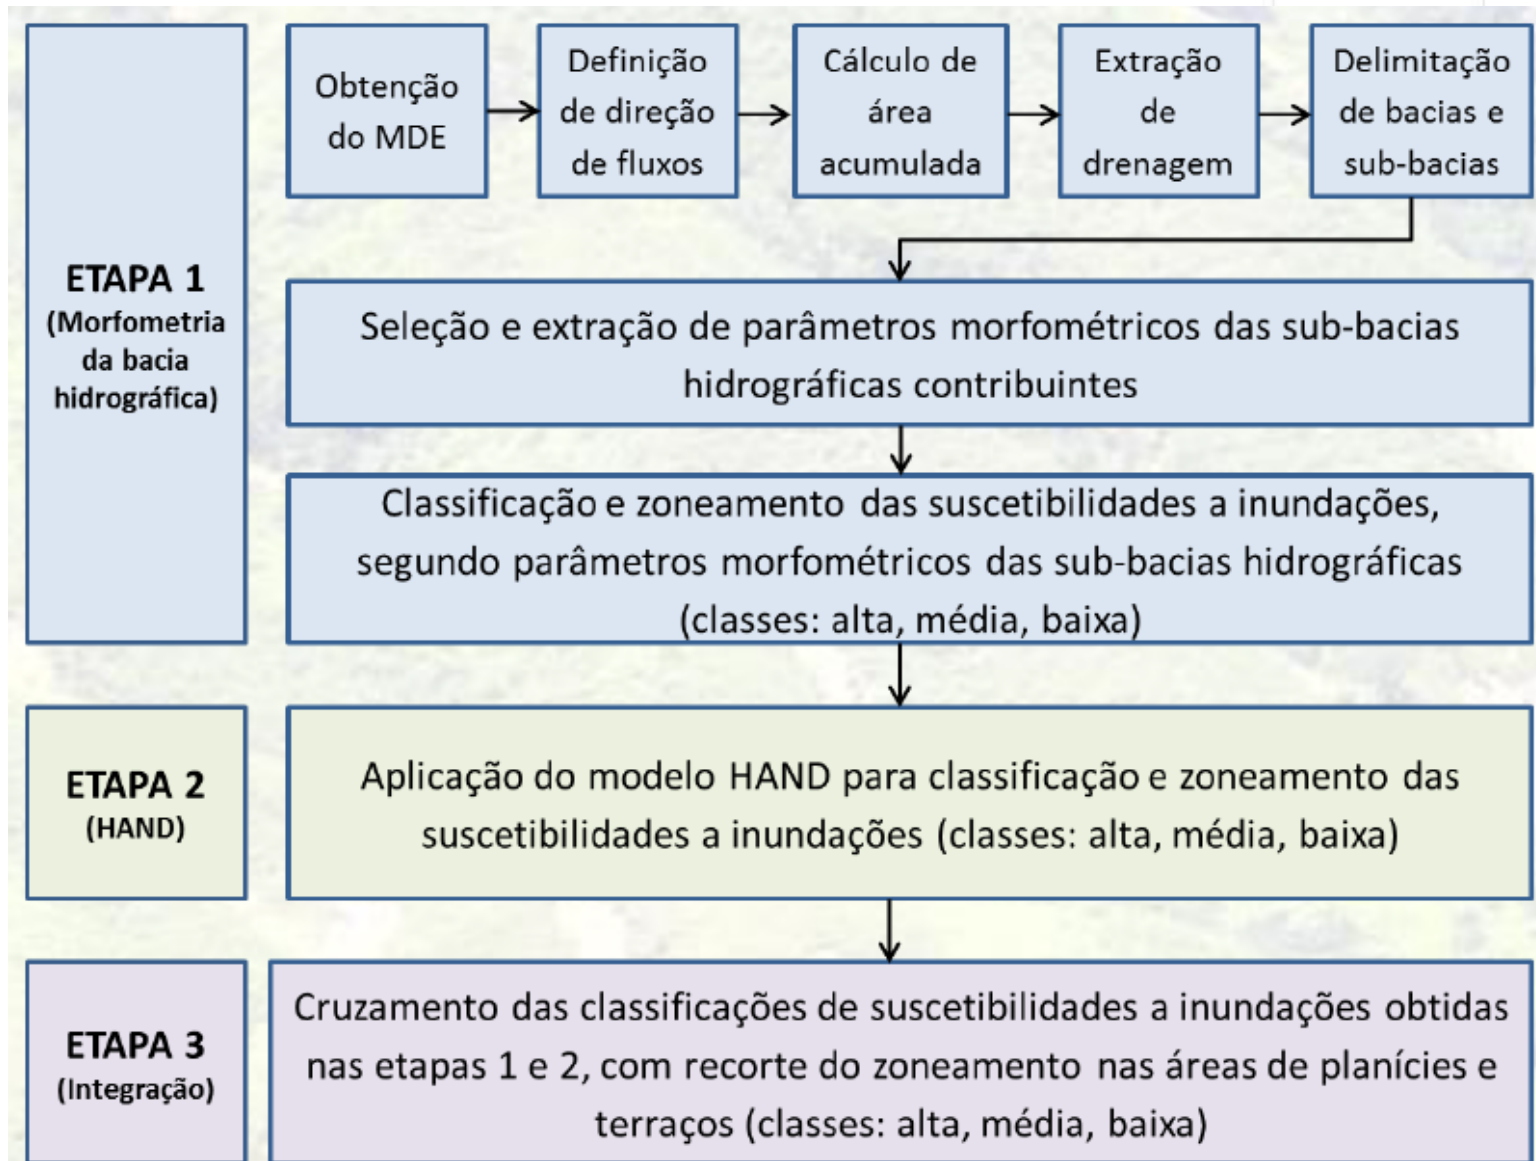 ETAPA 1
(Morfometria
da bacia
hidrográfica)
Obtenção
do MDE
Definição
de direção
de fluxos
Cálculo de
área
acumulada
Extração
de
drenagem
Delimitação
de bacias e
sub-bacias
Seleção e extração de parâmetros morfométricos das sub-bacias
hidrográficas contribuintes
Classificação e zoneamento das suscetibilidades a inundações,
segundo parâmetros morfométricos das sub-bacias hidrográficas
(classes: alta, média, baixa)
ETAPA 2
(HAND)
Aplicação do modelo HAND para classificação e zoneamento das
suscetibilidades a inundações (classes: alta, média, baixa)
ETAPA 3
(Integração)
Cruzamento das classificações de suscetibilidades a inundações obtidas
nas etapas 1 e 2, com recorte do zoneamento nas áreas de planícies e
terraços (classes: alta, média, baixa)